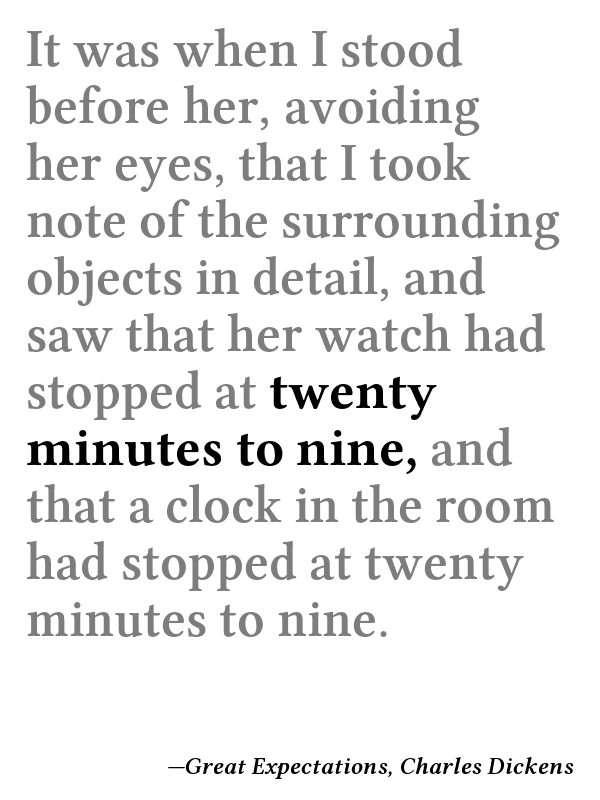 It was when I stood
before her, avoiding
her eyes, that I took
note of the surrounding
objects in detail, and
saw that her watch had
stopped at twenty
minutes to nine, and
that a clock in the room
had stopped at twenty
minutes to nine.
—Great Expectations, Charles Dickens